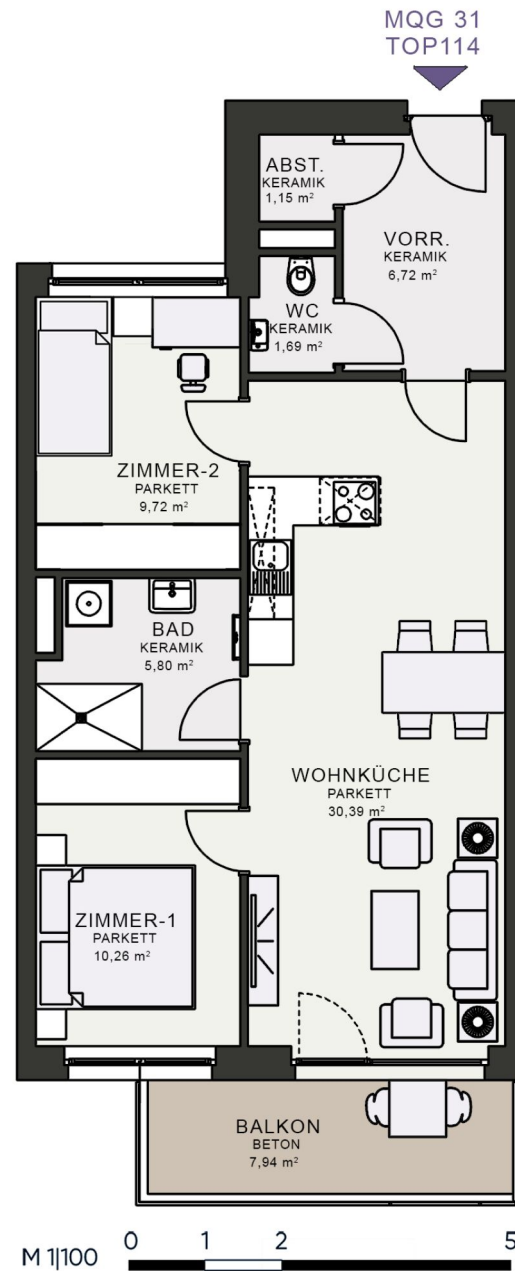 MQG 31
TOP114
ABST.
KERAMIK
1,15 m²
VORR.
KERAMIK
6,72 m²
WC
KERAMIK
1,69 m²
ZIMMER-2
PARKETT
9,72 m²
BAD
KERAMIK
5,80 m²
WOHNKÜCHE
PARKETT
30,39 m²
ZIMMER-1
PARKETT
10,26 m²
BALKON
BETON
7,94 m²
M 1|100 0 1 2 5